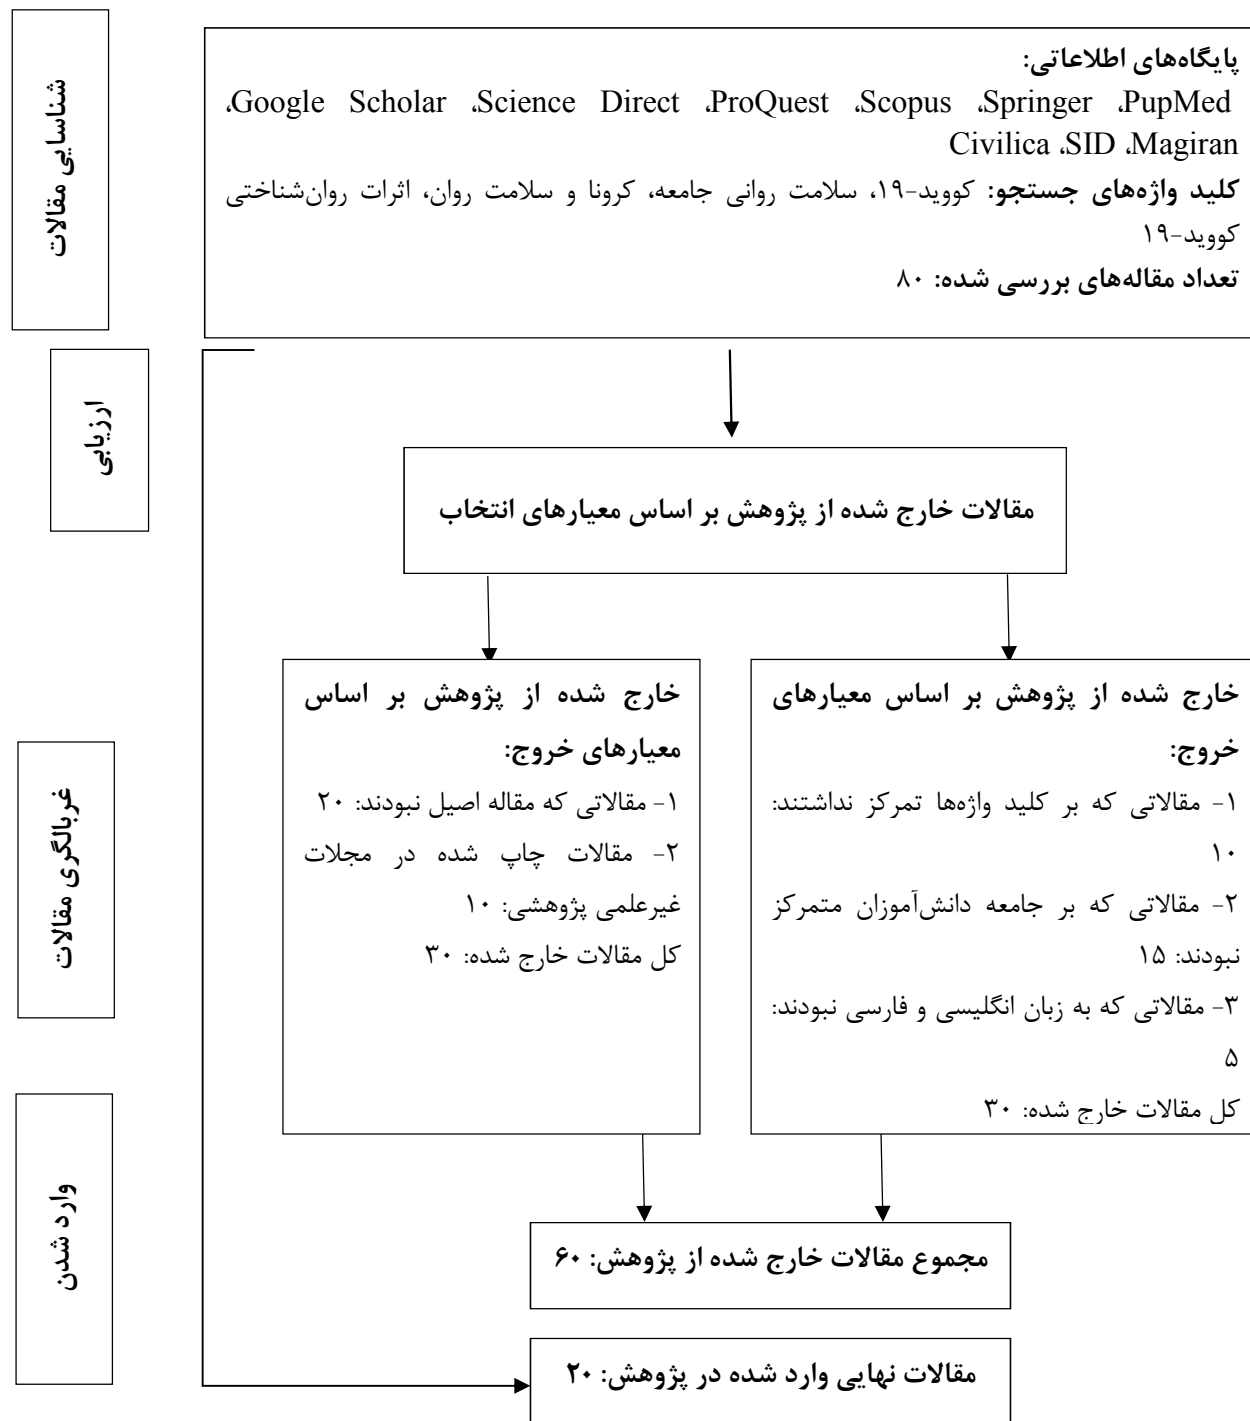 شناسایی مقالات
پایگاه‌های اطلاعاتی:
PupMed، Springer، Scopus، ProQuest، Science Direct، Google Scholar،
Magiran، SID، Civilica
کلید واژه‌های جستجو: کووید-۱۹، سلامت روانی جامعه، کرونا و سلامت روان، اثرات روان‌شناختی
کووید-۱۹
تعداد مقاله‌های بررسی شده: ۸۰
ارزیابی
مقالات خارج شده از پژوهش بر اساس معیارهای انتخاب
غربالگری مقالات
خارج شده از پژوهش بر اساس معیارهای
خروج:
۱- مقالاتی که بر کلید واژه‌ها تمرکز نداشتند:
۱۰
۲- مقالاتی که بر جامعه دانش‌آموزان متمرکز
نبودند: ۱۵
۳- مقالاتی که به زبان انگلیسی و فارسی نبودند:
۵
کل مقالات خارج شده: ۳۰
خارج شده از پژوهش بر اساس
معیارهای خروج:
۱- مقالاتی که مقاله اصیل نبودند: ۲۰
۲- مقالات چاپ شده در مجلات
غیرعلمی پژوهشی: ۱۰
کل مقالات خارج شده: ۳۰
وارد شدن
مجموع مقالات خارج شده از پژوهش: ۶۰
مقالات نهایی وارد شده در پژوهش: ۲۰